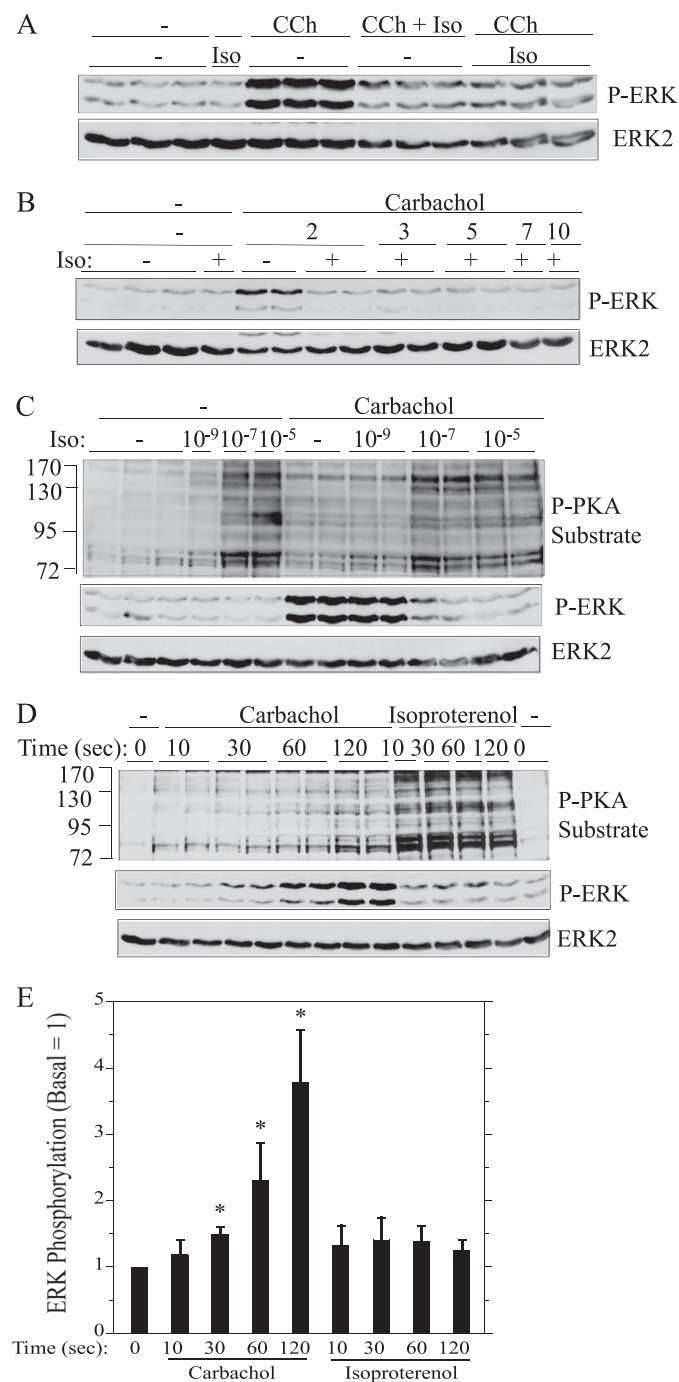 A
- CCh CCh + Iso CCh
- Iso - - Iso
P-ERK
ERK2
B
- Carbachol
- 2 3 5 7 10
Iso: - + - + + + + +
P-ERK
ERK2
C
- Carbachol
Iso: - 10-9 10-7 10-5 - 10-9 10-7 10-5
170
130
95
72
P-PKA
Substrate
P-ERK
ERK2
D
- Carbachol Isoproterenol -
Time (sec): 0 10 30 60 120 10 30 60 120 0
170
130
95
72
P-PKA
Substrate
P-ERK
ERK2
E
ERK Phosphorylation (Basal = 1)
5
4
3
2
1
0
* * *
Time (sec): 0 10 30 60 120 10 30 60 120
Carbachol Isoproterenol